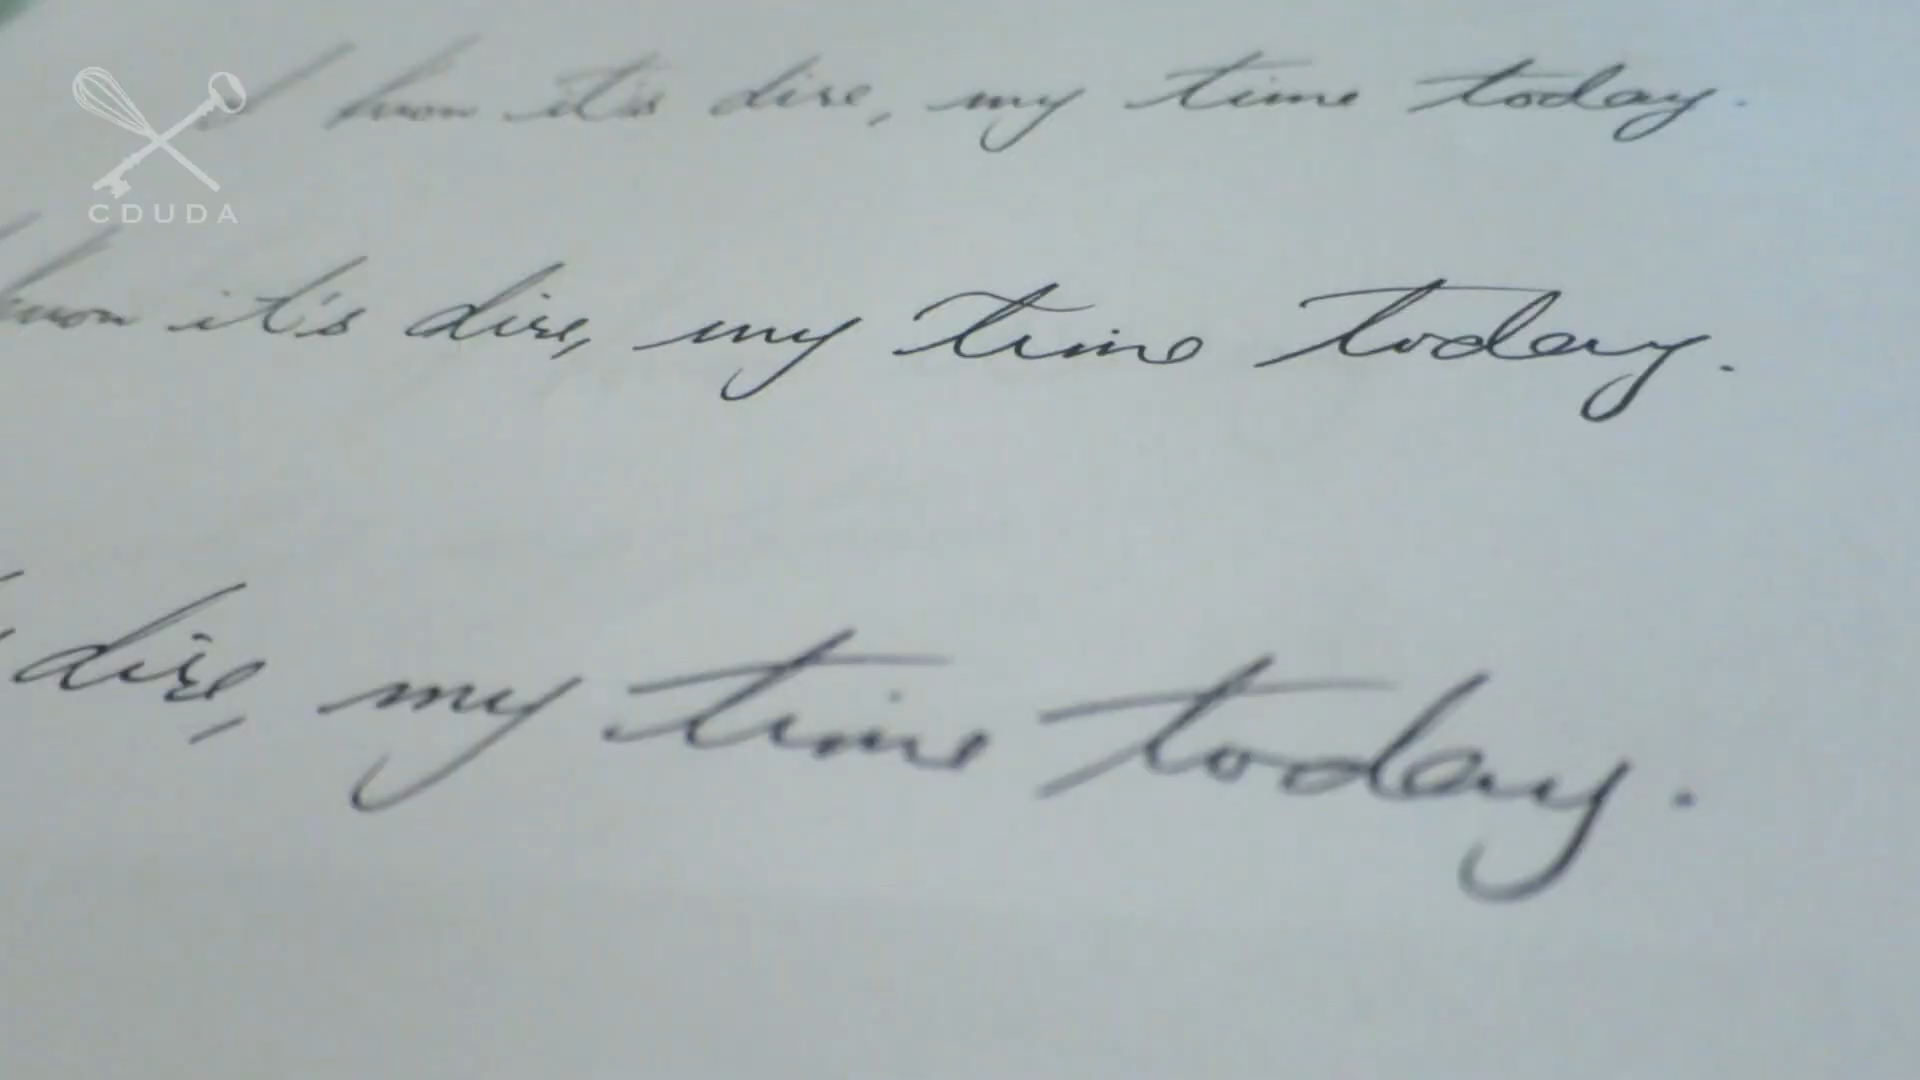 I know it's dire, my time today.
CDUDA
know it's dire, my time today.
dire, my time today.